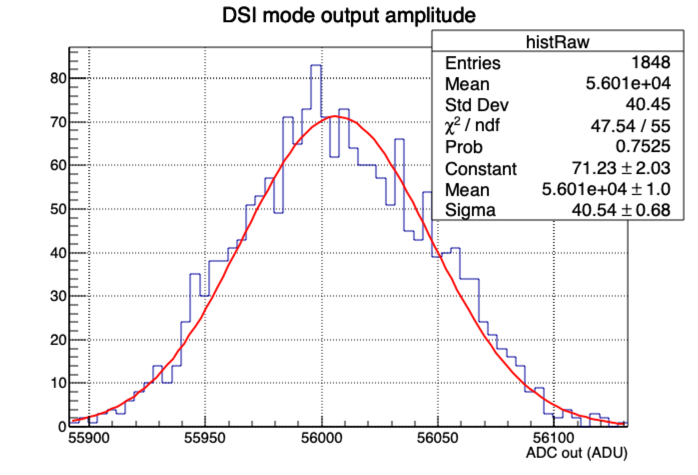 DSI mode output amplitude
histRaw
Entries 1848
Mean 5.601e+04
Std Dev 40.45
χ² / ndf 47.54 / 55
Prob 0.7525
Constant 71.23 ± 2.03
Mean 5.601e+04 ± 1.0
Sigma 40.54 ± 0.68
80
70
60
50
40
30
20
10
0
55900 55950 56000 56050 56100
ADC out (ADU)